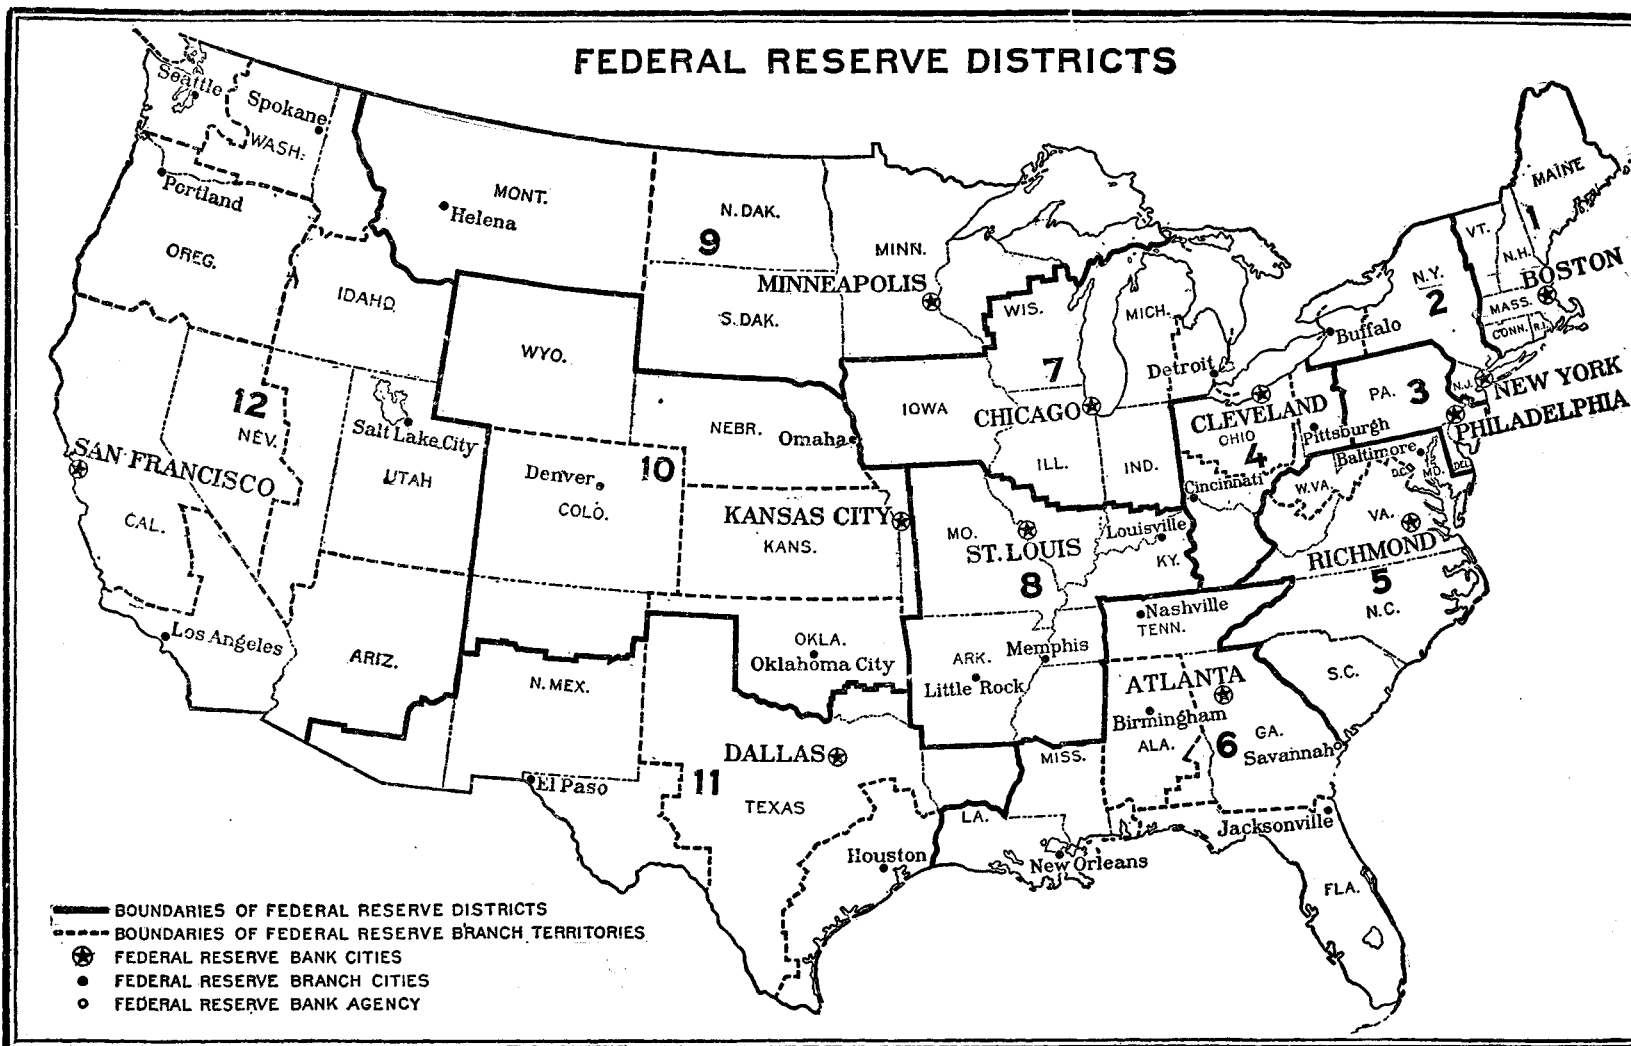 FEDERAL RESERVE DISTRICTS
Seattle
Spokane
WASH.
Portland
OREG.
MONT.
Helena
IDAHO
N.DAK.
9
MINN.
MINNEAPOLIS
S.DAK.
WYO.
WIS.
MICH.
7
Detroit
MAINE
1
VT.
N.H.
BOSTON
MASS.
CONN.
R.I.
N.Y.
2
Buffalo
NEW YORK
N.J.
PA.
3
PHILADELPHIA
Pittsburgh
CLEVELAND
OHIO
4
Cincinnati
Baltimore
D.C.
MD.
DEL.
W.VA.
VA.
RICHMOND
5
N.C.
S.C.
12
NEV.
SAN FRANCISCO
CAL.
Los Angeles
Salt Lake City
UTAH
ARIZ.
NEBR.
Omaha
IOWA
CHICAGO
ILL.
IND.
Denver
10
COLO.
KANSAS CITY
KANS.
MO.
ST. LOUIS
8
Louisville
KY.
Nashville
TENN.
Memphis
OKLA.
Oklahoma City
ARK.
Little Rock
N.MEX.
El Paso
DALLAS
11
TEXAS
Houston
LA.
New Orleans
MISS.
ATLANTA
Birmingham
ALA.
6
GA.
Savannah
Jacksonville
FLA.
BOUNDARIES OF FEDERAL RESERVE DISTRICTS
BOUNDARIES OF FEDERAL RESERVE BRANCH TERRITORIES
FEDERAL RESERVE BANK CITIES
FEDERAL RESERVE BRANCH CITIES
FEDERAL RESERVE BANK AGENCY